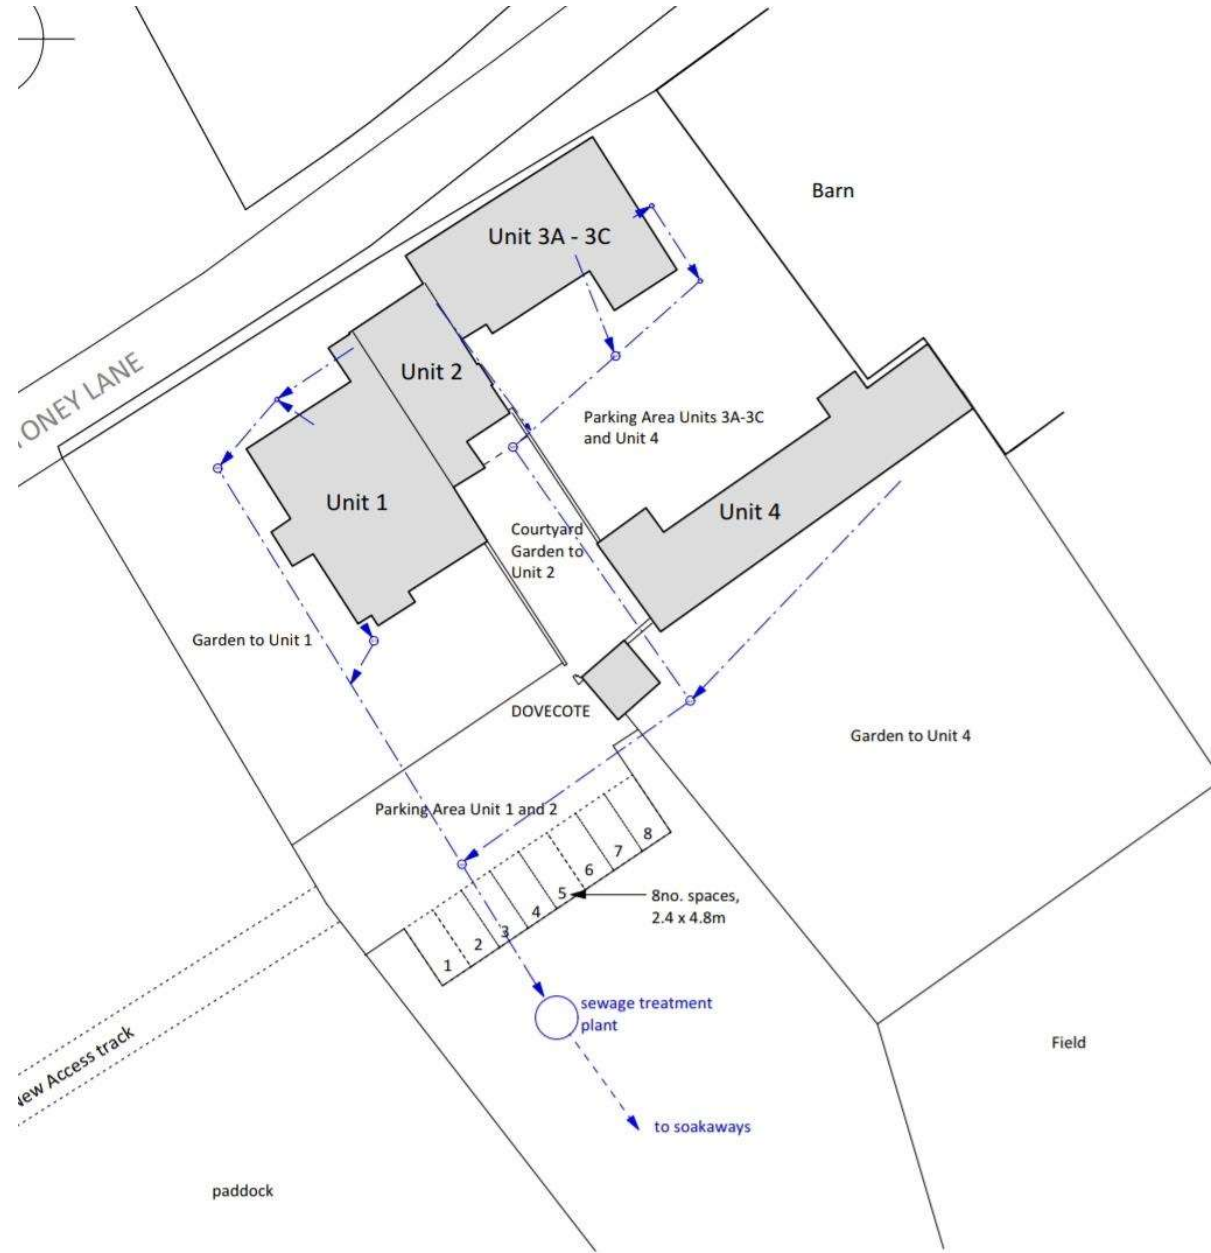 Barn
Unit 3A - 3C
TONEY LANE
Unit 2
Parking Area Units 3A-3C
and Unit 4
Unit 1
Unit 4
Courtyard
Garden to
Unit 2
Garden to Unit 1
DOVECOTE
Garden to Unit 4
Parking Area Unit 1 and 2
8
7
6
5
4
3
2
1
8no. spaces,
2.4 x 4.8m
sewage treatment
plant
New Access track
Field
to soakaways
paddock